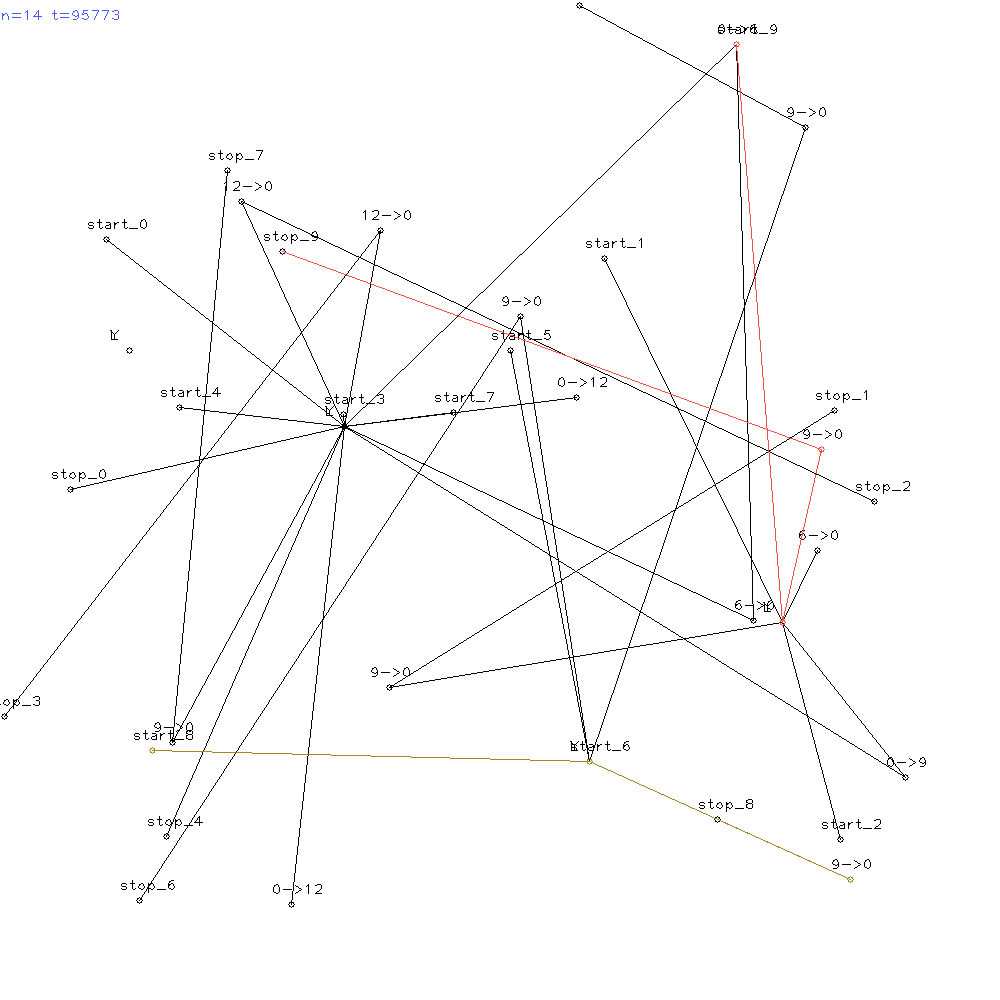 n=14 t=95773
start_9
9->0
stop_7
12->0
12->0
start_0
stop_9
start_1
9->0
start_5
0->12
start_4
start_3
start_7
stop_1
9->0
stop_0
stop_2
6->0
6->0
9->0
op_3
9->0
start_8
start_6
0->9
stop_8
stop_4
start_2
9->0
stop_6
0->12